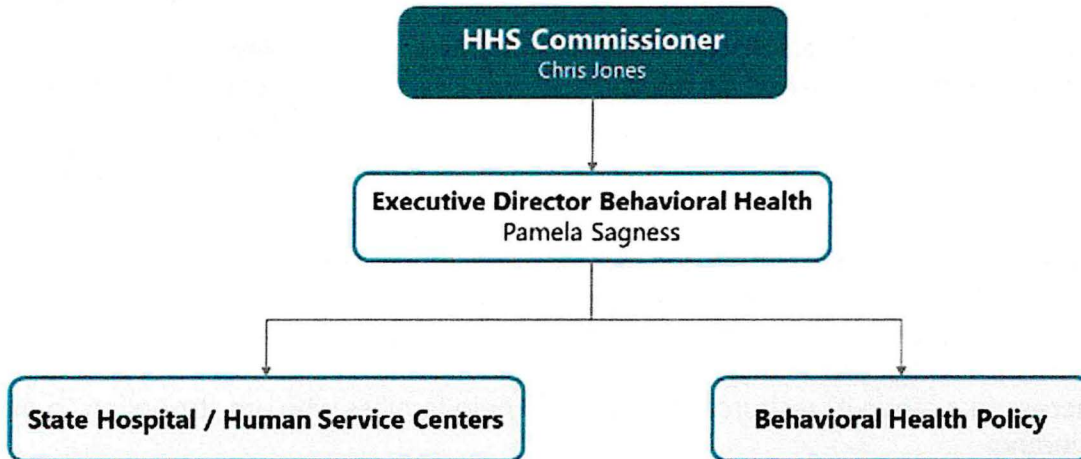 HHS Commissioner
Chris Jones
Executive Director Behavioral Health
Pamela Sagness
State Hospital / Human Service Centers
Behavioral Health Policy